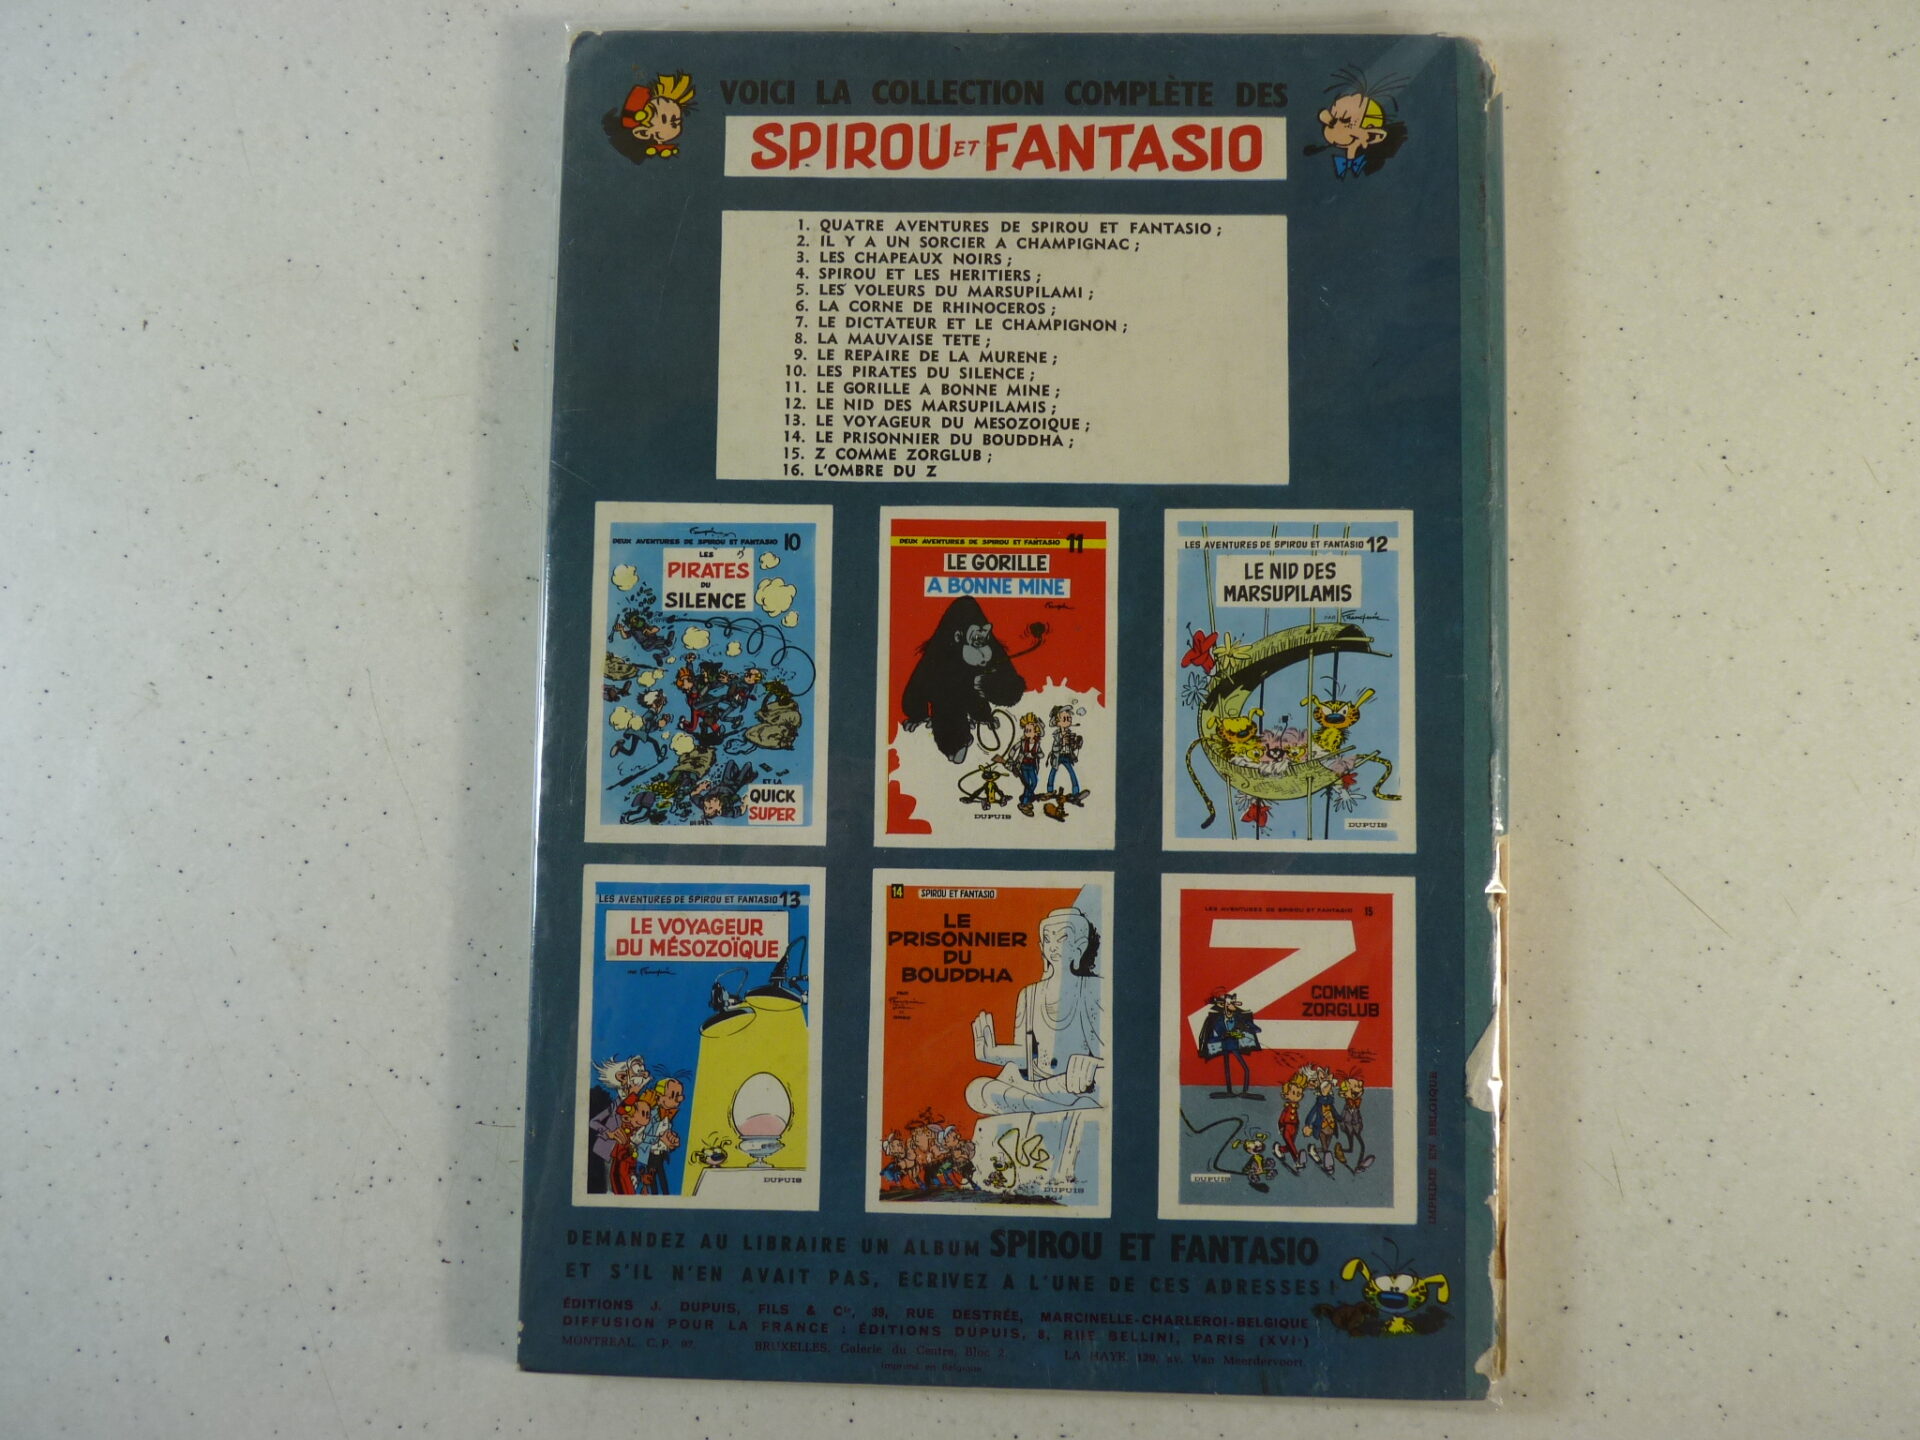 VOICI LA COLLECTION COMPLÈTE DES
SPIROU ET FANTASIO
1. QUATRE AVENTURES DE SPIROU ET FANTASIO ;
2. IL Y A UN SORCIER A CHAMPIGNAC ;
3. LES CHAPEAUX NOIRS ;
4. SPIROU ET LES HERITIERS ;
5. LES VOLEURS DU MARSUPILAMI ;
6. LA CORNE DE RHINOCEROS ;
7. LE DICTATEUR ET LE CHAMPIGNON ;
8. LA MAUVAISE TETE ;
9. LE REPAIRE DE LA MURENE ;
10. LES PIRATES DU SILENCE ;
11. LE GORILLE A BONNE MINE ;
12. LE NID DES MARSUPILAMIS ;
13. LE VOYAGEUR DU MESOZOIQUE ;
14. LE PRISONNIER DU BOUDDHA ;
15. Z COMME ZORGLUB ;
16. L'OMBRE DU Z
DEUX AVENTURES DE SPIROU ET FANTASIO 10
LES
PIRATES
DU
SILENCE
ET LA
QUICK
SUPER
DUPUIS
DEUX AVENTURES DE SPIROU ET FANTASIO 11
LE GORILLE
A BONNE MINE
Franquin
DUPUIS
LES AVENTURES DE SPIROU ET FANTASIO 12
LE NID DES
MARSUPILAMIS
PAR Franquin
DUPUIS
LES AVENTURES DE SPIROU ET FANTASIO 13
LE VOYAGEUR
DU MÉSOZOÏQUE
PAR Franquin
DUPUIS
14 SPIROU ET FANTASIO
LE
PRISONNIER
DU
BOUDDHA
PAR
Franquin
DUPUIS
LES AVENTURES DE SPIROU ET FANTASIO 15
Z
COMME
ZORGLUB
DUPUIS
IMPRIME EN BELGIQUE
DEMANDEZ AU LIBRAIRE UN ALBUM SPIROU ET FANTASIO
ET S'IL N'EN AVAIT PAS, ECRIVEZ A L'UNE DE CES ADRESSES !
ÉDITIONS J. DUPUIS, FILS & Cie, 39, RUE DESTRÉE, MARCINELLE-CHARLEROI-BELGIQUE
DIFFUSION POUR LA FRANCE : ÉDITIONS DUPUIS, 8, RUE BELLINI, PARIS (XVIe)
MONTREAL C. P. 97, BRUXELLES, Galerie du Centre, Bloc 2, LA HAYE 129, av. Van Meerdervoort.
Imprimé en Belgique